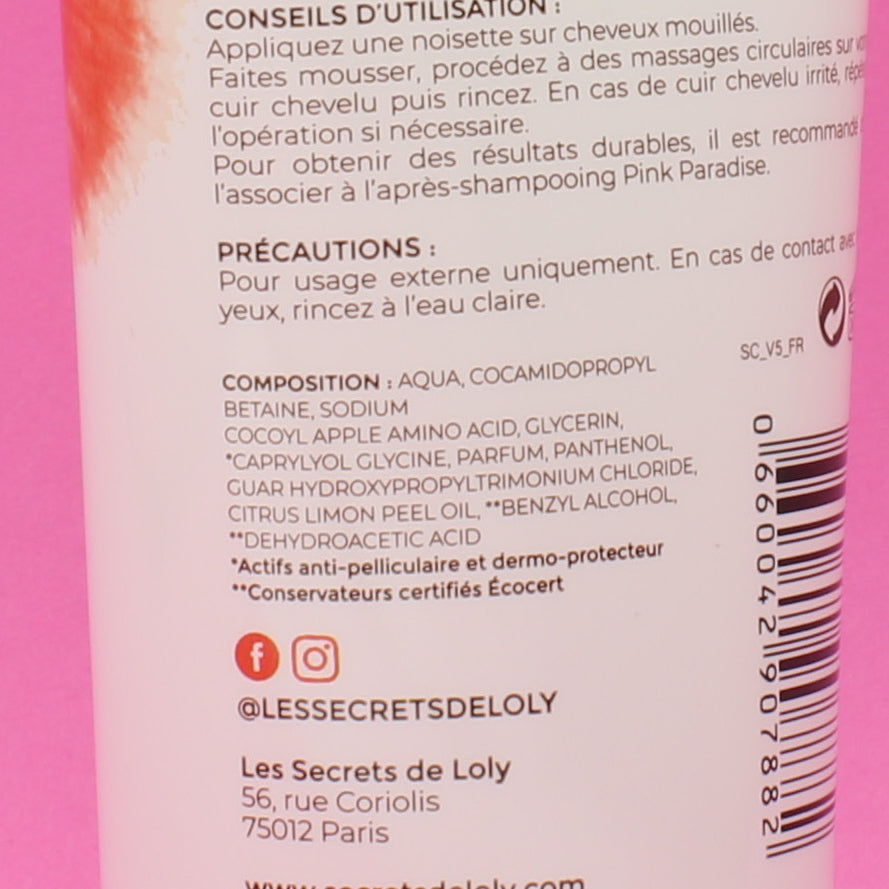 CONSEILS D'UTILISATION :
Appliquez une noisette sur cheveux mouillés.
Faites mousser, procédez à des massages circulaires sur
cuir chevelu puis rincez. En cas de cuir chevelu irrité,
l'opération si nécessaire.
Pour obtenir des résultats durables, il est recommandé
l'associer à l'après-shampooing Pink Paradise.
PRÉCAUTIONS :
Pour usage externe uniquement. En cas de contact avec
yeux, rincez à l'eau claire.
SC_V5_FR
COMPOSITION : AQUA, COCAMIDOPROPYL
BETAINE, SODIUM
COCOYL APPLE AMINO ACID, GLYCERIN,
*CAPRYLYOL GLYCINE, PARFUM, PANTHENOL,
GUAR HYDROXYPROPYLTRIMONIUM CHLORIDE,
CITRUS LIMON PEEL OIL, **BENZYL ALCOHOL,
**DEHYDROACETIC ACID
*Actifs anti-pelliculaire et dermo-protecteur
**Conservateurs certifiés Écocert
@LESSECRETSDELOLY
Les Secrets de Loly
56, rue Coriolis
75012 Paris
www.secretsdeloly.com
0 660042 907882